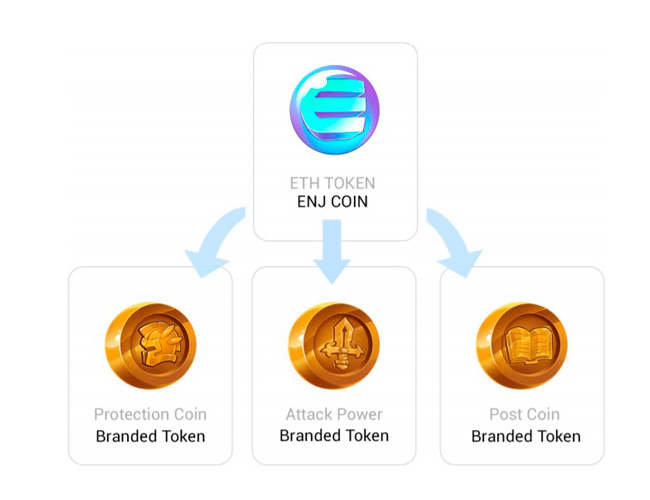 ETH TOKEN
ENJ COIN
Protection Coin
Branded Token
Attack Power
Branded Token
Post Coin
Branded Token